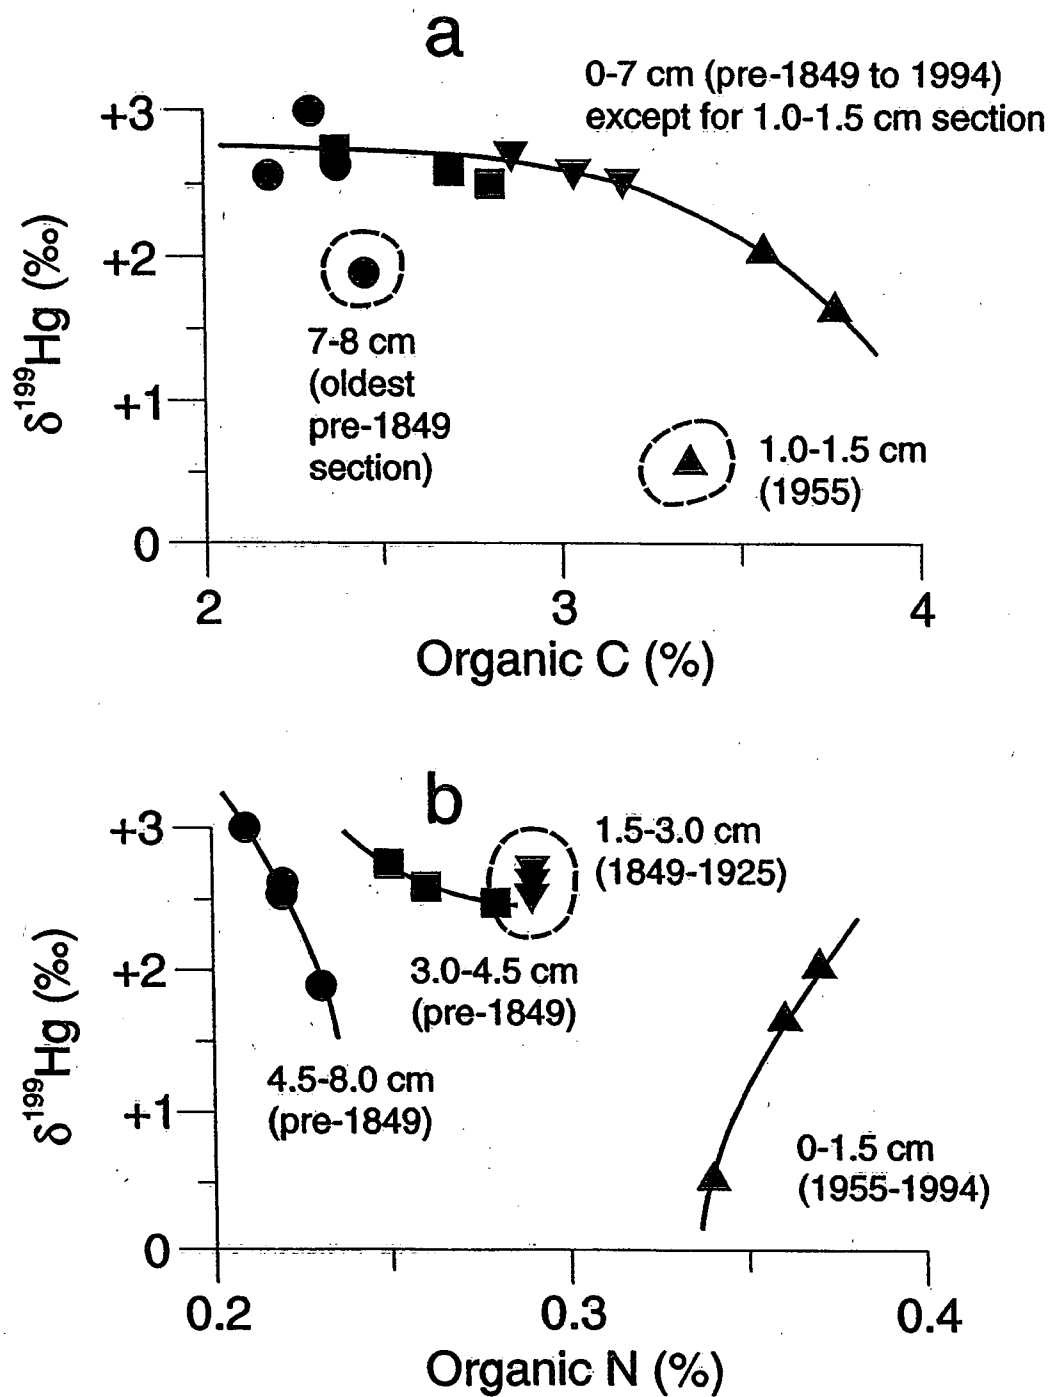 a
0-7 cm (pre-1849 to 1994)
except for 1.0-1.5 cm section
+3
+2
+1
0
δ199Hg (‰)
7-8 cm
(oldest
pre-1849
section)
1.0-1.5 cm
(1955)
2
3
4
Organic C (%)
b
+3
+2
+1
0
δ199Hg (‰)
1.5-3.0 cm
(1849-1925)
3.0-4.5 cm
(pre-1849)
4.5-8.0 cm
(pre-1849)
0-1.5 cm
(1955-1994)
0.2
0.3
0.4
Organic N (%)